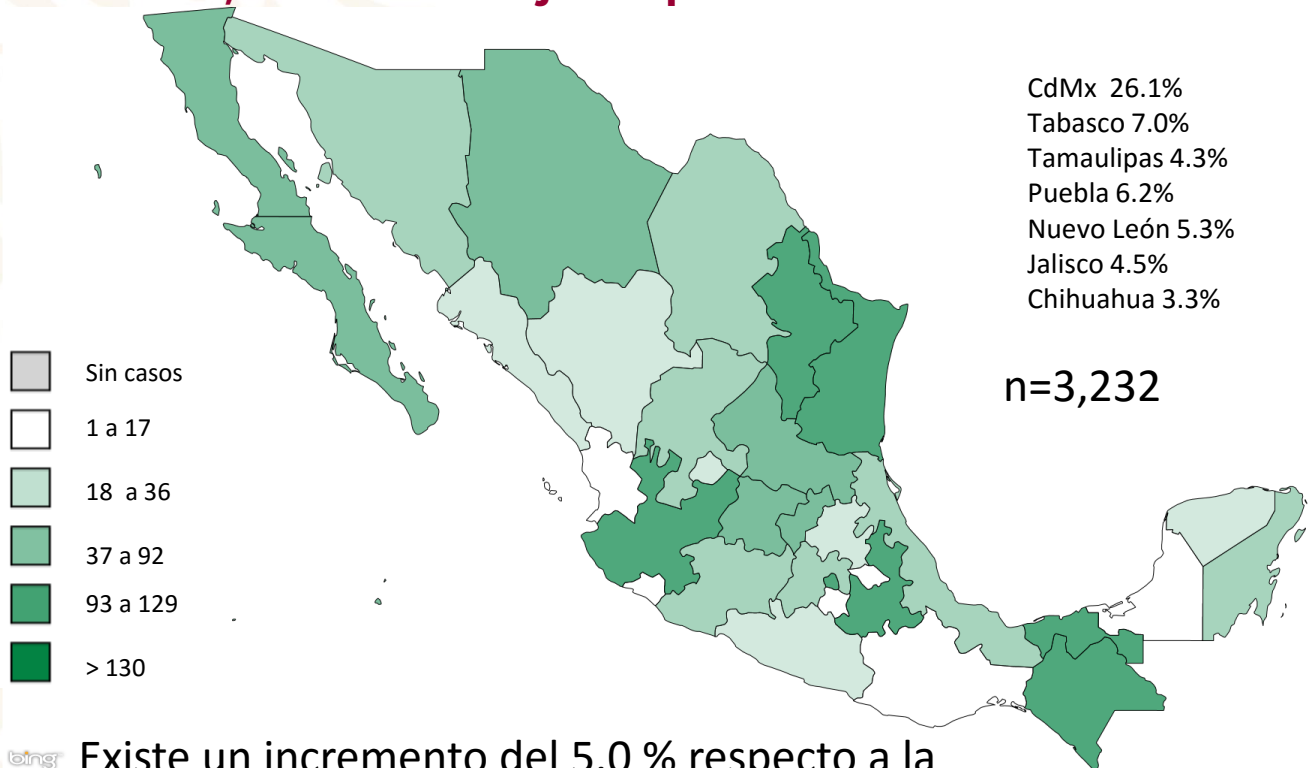 CdMx 26.1%
Tabasco 7.0%
Tamaulipas 4.3%
Puebla 6.2%
Nuevo León 5.3%
Jalisco 4.5%
Chihuahua 3.3%
n=3,232
Sin casos
1 a 17
18 a 36
37 a 92
93 a 129
> 130
bing
Existe un incremento del 5.0 % respecto a la